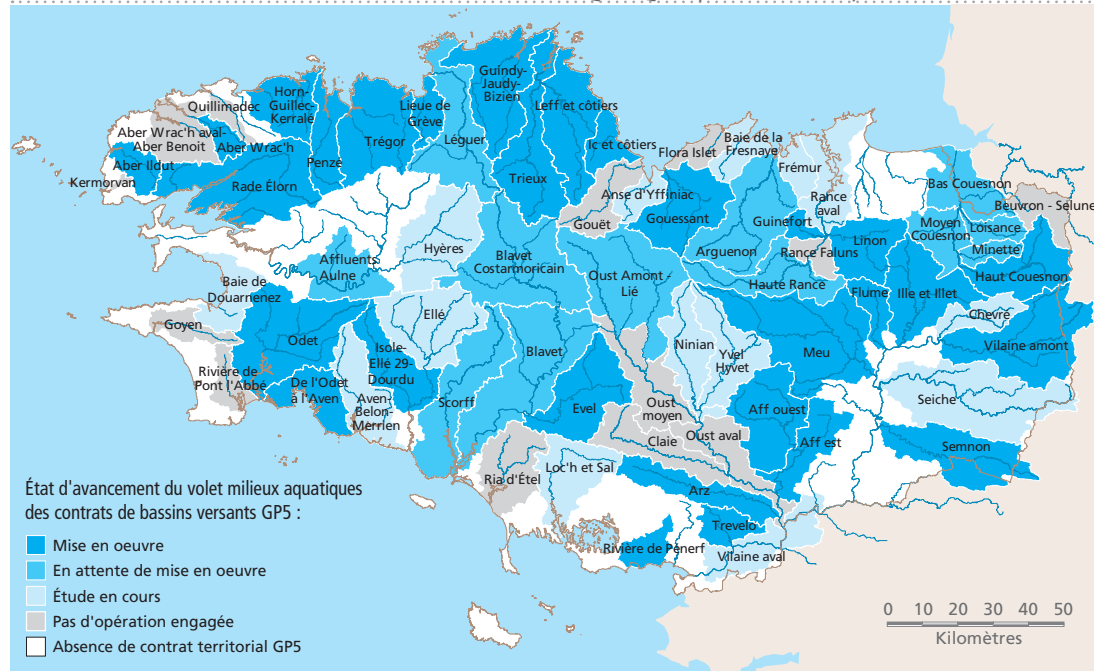 Horn-
Guillec-
Kerrale
Quillimadec
Aber Wrac'h aval-
Aber Benoit
Aber Wrac'h
Aber Ildut
Kermorvan
Penzé
Rade Élorn
Trégor
Lieue de
Grève
Léguer
Guindy-
Jaudy-
Bizien
Leff et côtiers
Trieux
Ic et côtiers
Flora Islet
Baie de la
Fresnaye
Frémur
Anse d'Yffiniac
Gouët
Gouessant
Rance
aval
Guinefort
Arguenon
Rance Faluns
Haute Rance
Linon
Bas Couesnon
Beuvron - Sélune
Moyen
Couesnon
Loisance
Minette
Haut Couesnon
Flume
Ille et Illet
Chevré
Vilaine amont
Affluents
Aulne
Hyères
Blavet
Costarmoricain
Oust Amont -
Lié
Baie de
Douarnenez
Goyen
Odet
Rivière de
Pont l'Abbé
De l'Odet
à l'Aven
Isole-
Ellé 29-
Dourdu
Ellé
Aven-
Belon-
Merrien
Scorff
Blavet
Evel
Ninian
Yvel
Hyvet
Meu
Seiche
Oust
moyen
Claie
Oust aval
Aff ouest
Aff est
Semnon
Ria d'Étel
Loc'h et Sal
Arz
Trevelo
Rivière de Pénerf
Vilaine aval
État d'avancement du volet milieux aquatiques
des contrats de bassins versants GP5 :
Mise en oeuvre
En attente de mise en oeuvre
Étude en cours
Pas d'opération engagée
Absence de contrat territorial GP5
0 10 20 30 40 50
Kilomètres